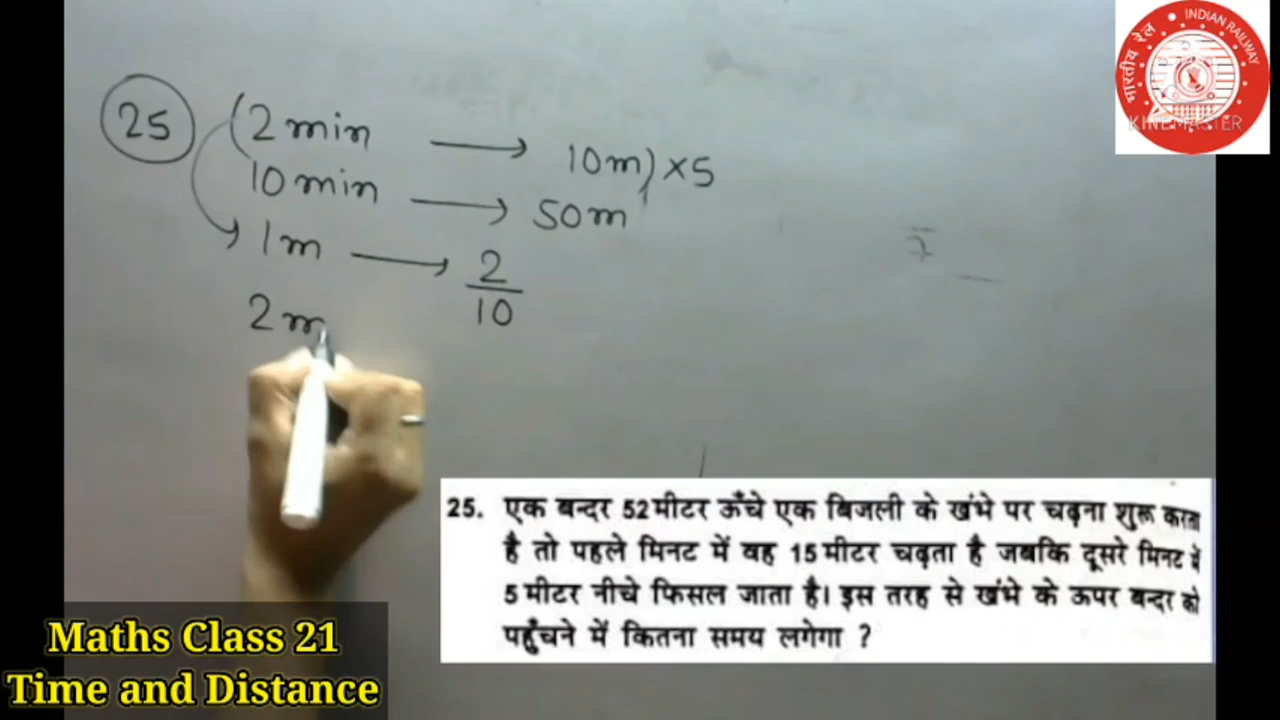 भारतीय रेल INDIAN RAILWAY
KINEMASTER
25 (2 min → 10m) ×5
10 min → 50m
1m → 2/10
2m
25. एक बन्दर 52 मीटर ऊँचे एक बिजली के खंभे पर चढ़ना शुरू करता
है तो पहले मिनट में वह 15 मीटर चढ़ता है जबकि दूसरे मिनट में
5 मीटर नीचे फिसल जाता है। इस तरह से खंभे के ऊपर बन्दर को
पहुँचने में कितना समय लगेगा ?
Maths Class 21
Time and Distance